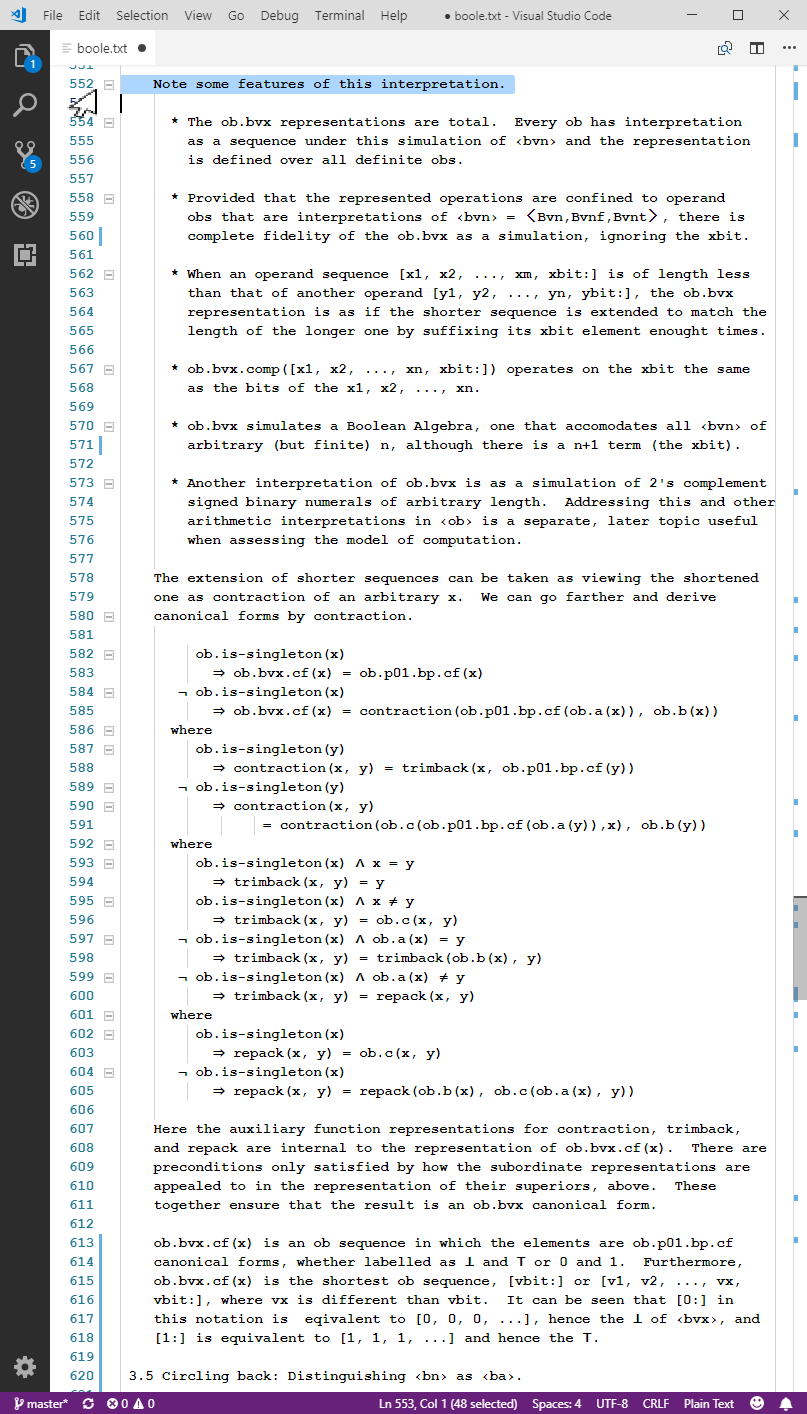 File Edit Selection View Go Debug Terminal Help ● boole.txt - Visual Studio Code
boole.txt ●
551
552 Note some features of this interpretation.
554 * The ob.bvx representations are total. Every ob has interpretation
555 as a sequence under this simulation of ‹bvn› and the representation
556 is defined over all definite obs.
557
558 * Provided that the represented operations are confined to operand
559 obs that are interpretations of ‹bvn› = 〈Bvn,Bvnf,Bvnt〉, there is
560 complete fidelity of the ob.bvx as a simulation, ignoring the xbit.
561
562 * When an operand sequence [x1, x2, ..., xm, xbit:] is of length less
563 than that of another operand [y1, y2, ..., yn, ybit:], the ob.bvx
564 representation is as if the shorter sequence is extended to match the
565 length of the longer one by suffixing its xbit element enought times.
566
567 * ob.bvx.comp([x1, x2, ..., xn, xbit:]) operates on the xbit the same
568 as the bits of the x1, x2, ..., xn.
569
570 * ob.bvx simulates a Boolean Algebra, one that accomodates all ‹bvn› of
571 arbitrary (but finite) n, although there is a n+1 term (the xbit).
572
573 * Another interpretation of ob.bvx is as a simulation of 2's complement
574 signed binary numerals of arbitrary length. Addressing this and other
575 arithmetic interpretations in ‹ob› is a separate, later topic useful
576 when assessing the model of computation.
577
578 The extension of shorter sequences can be taken as viewing the shortened
579 one as contraction of an arbitrary x. We can go farther and derive
580 canonical forms by contraction.
581
582 ob.is-singleton(x)
583 ⇒ ob.bvx.cf(x) = ob.p01.bp.cf(x)
584 ¬ ob.is-singleton(x)
585 ⇒ ob.bvx.cf(x) = contraction(ob.p01.bp.cf(ob.a(x)), ob.b(x))
586 where
587 ob.is-singleton(y)
588 ⇒ contraction(x, y) = trimback(x, ob.p01.bp.cf(y))
589 ¬ ob.is-singleton(y)
590 ⇒ contraction(x, y)
591 = contraction(ob.c(ob.p01.bp.cf(ob.a(y)),x), ob.b(y))
592 where
593 ob.is-singleton(x) ∧ x = y
594 ⇒ trimback(x, y) = y
595 ob.is-singleton(x) ∧ x ≠ y
596 ⇒ trimback(x, y) = ob.c(x, y)
597 ¬ ob.is-singleton(x) ∧ ob.a(x) = y
598 ⇒ trimback(x, y) = trimback(ob.b(x), y)
599 ¬ ob.is-singleton(x) ∧ ob.a(x) ≠ y
600 ⇒ trimback(x, y) = repack(x, y)
601 where
602 ob.is-singleton(x)
603 ⇒ repack(x, y) = ob.c(x, y)
604 ¬ ob.is-singleton(x)
605 ⇒ repack(x, y) = repack(ob.b(x), ob.c(ob.a(x), y))
606
607 Here the auxiliary function representations for contraction, trimback,
608 and repack are internal to the representation of ob.bvx.cf(x). There are
609 preconditions only satisfied by how the subordinate representations are
610 appealed to in the representation of their superiors, above. These
611 together ensure that the result is an ob.bvx canonical form.
612
613 ob.bvx.cf(x) is an ob sequence in which the elements are ob.p01.bp.cf
614 canonical forms, whether labelled as ⊥ and ⊤ or 0 and 1. Furthermore,
615 ob.bvx.cf(x) is the shortest ob sequence, [vbit:] or [v1, v2, ..., vx,
616 vbit:], where vx is different than vbit. It can be seen that [0:] in
617 this notation is eqivalent to [0, 0, 0, ...], hence the ⊥ of ‹bvx›, and
618 [1:] is equivalent to [1, 1, 1, ...] and hence the ⊤.
619
620 3.5 Circling back: Distinguishing ‹bn› as ‹ba›.
1
5
master* 0 0 Ln 553, Col 1 (48 selected) Spaces: 4 UTF-8 CRLF Plain Text